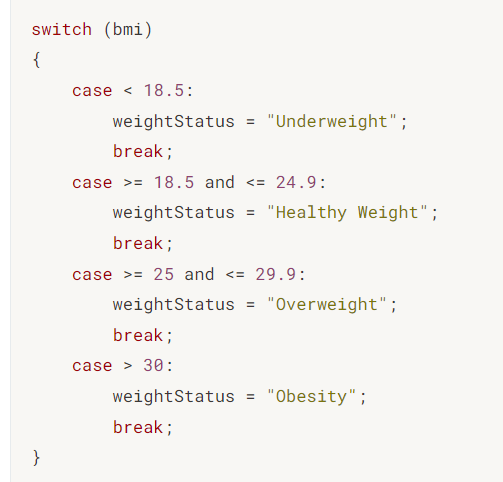 switch (bmi)
{
    case < 18.5:
        weightStatus = "Underweight";
        break;
    case >= 18.5 and <= 24.9:
        weightStatus = "Healthy Weight";
        break;
    case >= 25 and <= 29.9:
        weightStatus = "Overweight";
        break;
    case > 30:
        weightStatus = "Obesity";
        break;
}